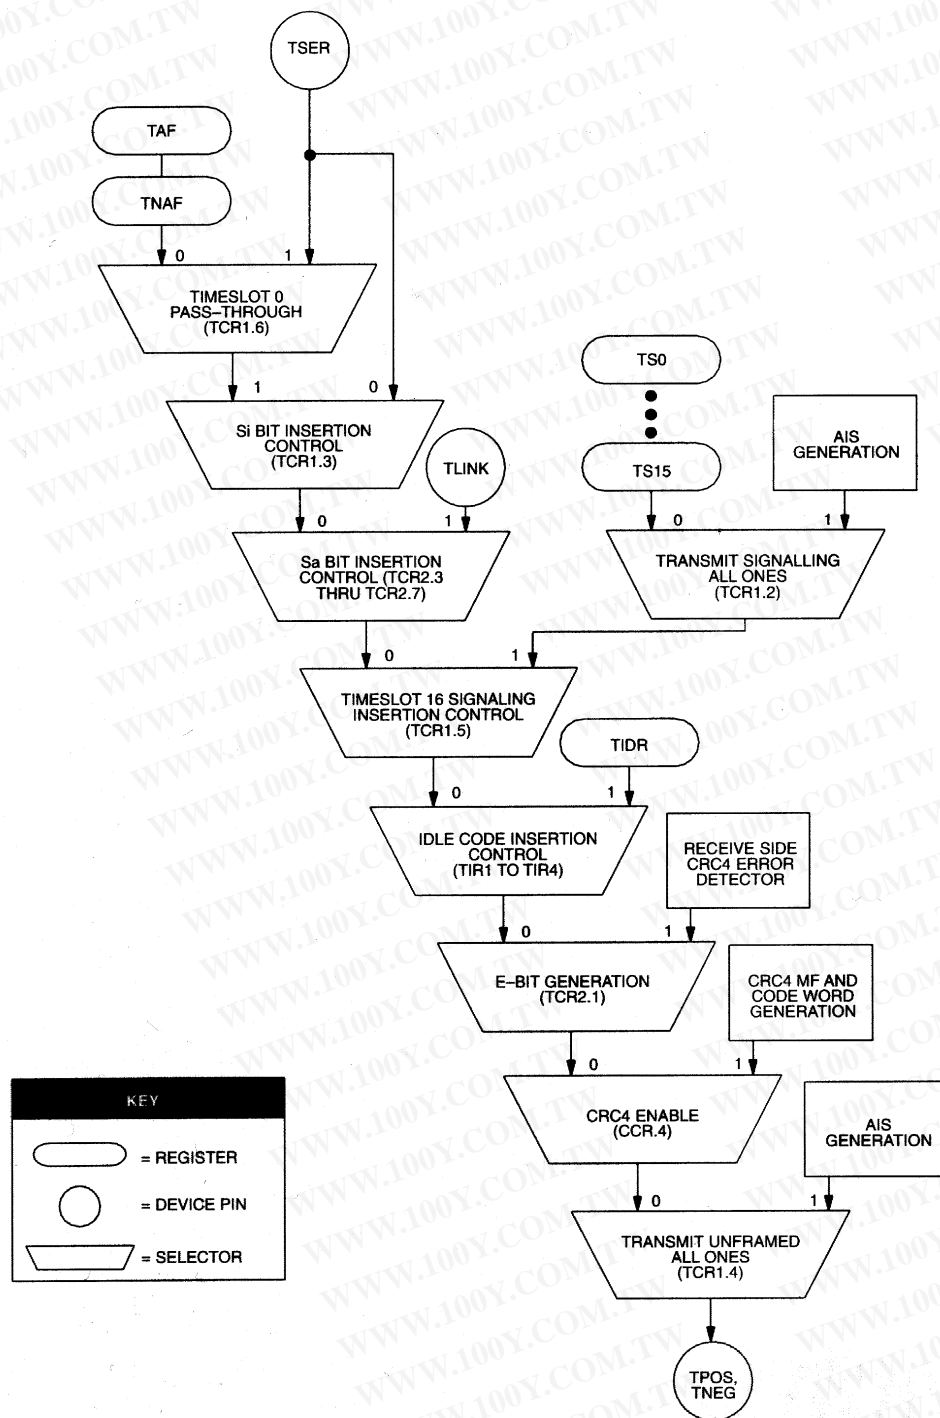 TSER
TAF
TNAF
0 1
TIMESLOT 0
PASS–THROUGH
(TCR1.6)
1 0
Si BIT INSERTION
CONTROL
(TCR1.3)
TLINK
TS0
TS15
AIS
GENERATION
0 1
Sa BIT INSERTION
CONTROL (TCR2.3
THRU TCR2.7)
0 1
TRANSMIT SIGNALLING
ALL ONES
(TCR1.2)
0 1
TIMESLOT 16 SIGNALING
INSERTION CONTROL
(TCR1.5)
TIDR
0 1
IDLE CODE INSERTION
CONTROL
(TIR1 TO TIR4)
RECEIVE SIDE
CRC4 ERROR
DETECTOR
0 1
E–BIT GENERATION
(TCR2.1)
CRC4 MF AND
CODE WORD
GENERATION
0 1
CRC4 ENABLE
(CCR.4)
AIS
GENERATION
0 1
TRANSMIT UNFRAMED
ALL ONES
(TCR1.4)
TPOS,
TNEG
KEY
= REGISTER
= DEVICE PIN
= SELECTOR
WWW.100Y.COM.TW